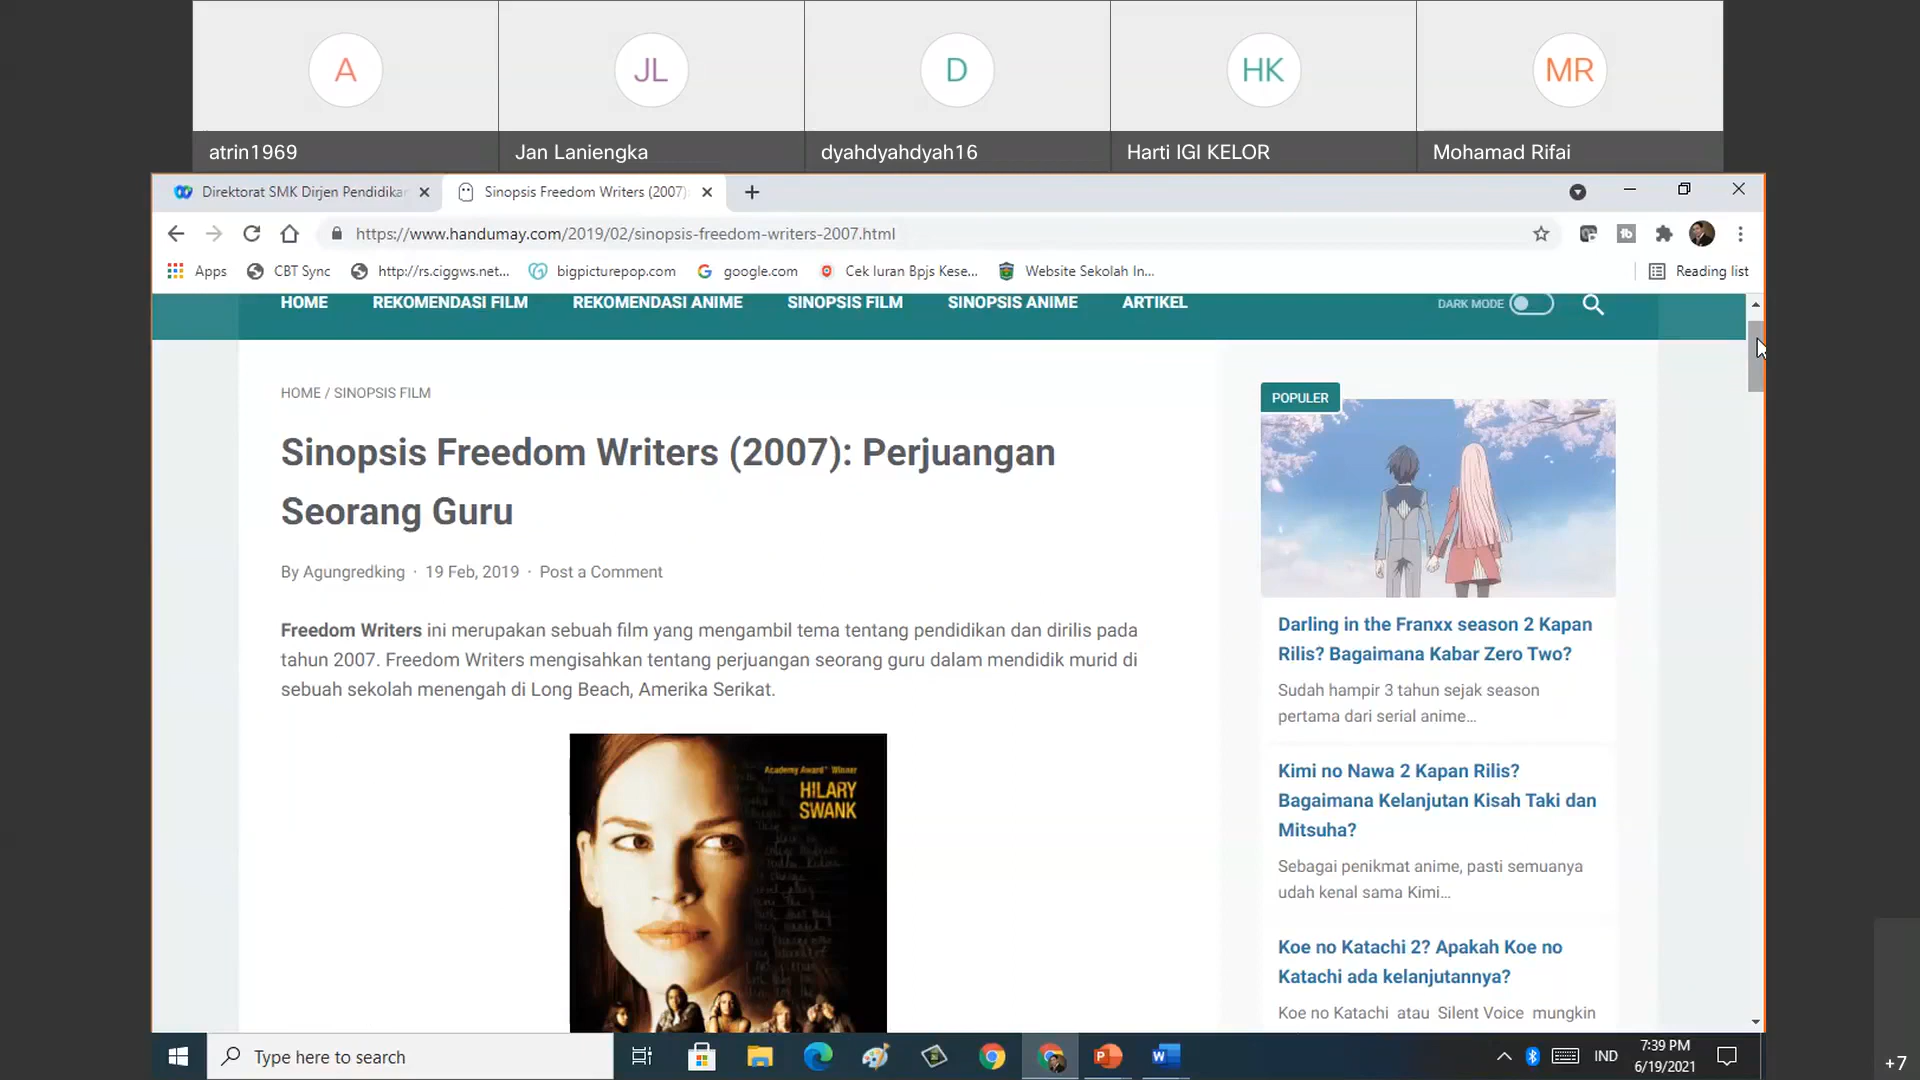 A
JL
D
HK
MR
atrin1969
Jan Laniengka
dyahdyahdyah16
Harti IGI KELOR
Mohamad Rifai
Direktorat SMK Dirjen Pendidika
Sinopsis Freedom Writers (2007)
https://www.handumay.com/2019/02/sinopsis-freedom-writers-2007.html
Apps
CBT Sync
http://rs.ciggws.net...
bigpicturepop.com
google.com
Cek Iuran Bpjs Kese...
Website Sekolah In...
Reading list
HOME
REKOMENDASI FILM
REKOMENDASI ANIME
SINOPSIS FILM
SINOPSIS ANIME
ARTIKEL
DARK MODE
HOME / SINOPSIS FILM
Sinopsis Freedom Writers (2007): Perjuangan
Seorang Guru
By Agungredking · 19 Feb, 2019 · Post a Comment
Freedom Writers ini merupakan sebuah film yang mengambil tema tentang pendidikan dan dirilis pada
tahun 2007. Freedom Writers mengisahkan tentang perjuangan seorang guru dalam mendidik murid di
sebuah sekolah menengah di Long Beach, Amerika Serikat.
Academy Award Winner
HILARY
SWANK
POPULER
Darling in the Franxx season 2 Kapan
Rilis? Bagaimana Kabar Zero Two?
Sudah hampir 3 tahun sejak season
pertama dari serial anime...
Kimi no Nawa 2 Kapan Rilis?
Bagaimana Kelanjutan Kisah Taki dan
Mitsuha?
Sebagai penikmat anime, pasti semuanya
udah kenal sama Kimi...
Koe no Katachi 2? Apakah Koe no
Katachi ada kelanjutannya?
Koe no Katachi atau Silent Voice mungkin
Type here to search
IND
7:39 PM
6/19/2021
+7